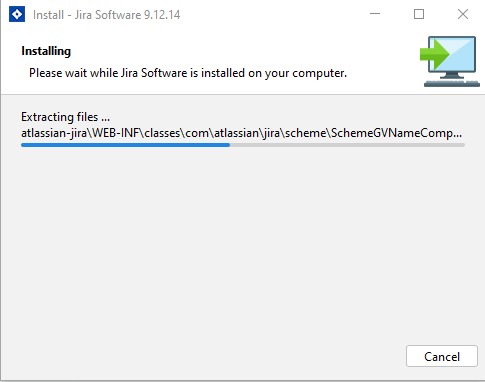 Install - Jira Software 9.12.14
Installing
Please wait while Jira Software is installed on your computer.
Extracting files ...
atlassian-jira\WEB-INF\classes\com\atlassian\jira\scheme\SchemeGVNameComp...
Cancel